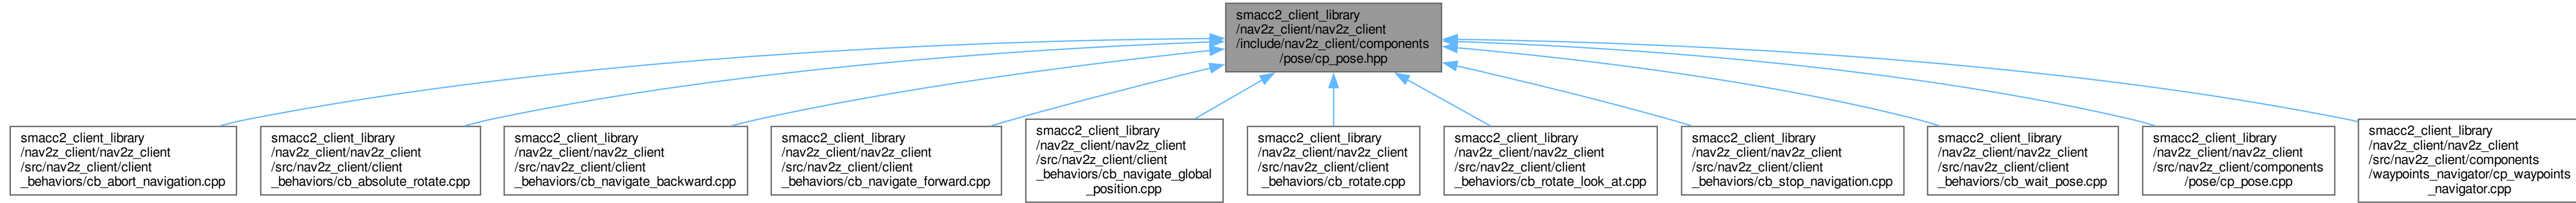 smacc2_client_library
/nav2z_client/nav2z_client
/include/nav2z_client/components
/pose/cp_pose.hpp
smacc2_client_library
/nav2z_client/nav2z_client
/src/nav2z_client/client
_behaviors/cb_abort_navigation.cpp
smacc2_client_library
/nav2z_client/nav2z_client
/src/nav2z_client/client
_behaviors/cb_absolute_rotate.cpp
smacc2_client_library
/nav2z_client/nav2z_client
/src/nav2z_client/client
_behaviors/cb_navigate_backward.cpp
smacc2_client_library
/nav2z_client/nav2z_client
/src/nav2z_client/client
_behaviors/cb_navigate_forward.cpp
smacc2_client_library
/nav2z_client/nav2z_client
/src/nav2z_client/client
_behaviors/cb_navigate_global
_position.cpp
smacc2_client_library
/nav2z_client/nav2z_client
/src/nav2z_client/client
_behaviors/cb_rotate.cpp
smacc2_client_library
/nav2z_client/nav2z_client
/src/nav2z_client/client
_behaviors/cb_rotate_look_at.cpp
smacc2_client_library
/nav2z_client/nav2z_client
/src/nav2z_client/client
_behaviors/cb_stop_navigation.cpp
smacc2_client_library
/nav2z_client/nav2z_client
/src/nav2z_client/client
_behaviors/cb_wait_pose.cpp
smacc2_client_library
/nav2z_client/nav2z_client
/src/nav2z_client/components
/pose/cp_pose.cpp
smacc2_client_library
/nav2z_client/nav2z_client
/src/nav2z_client/components
/waypoints_navigator/cp_waypoints
_navigator.cpp